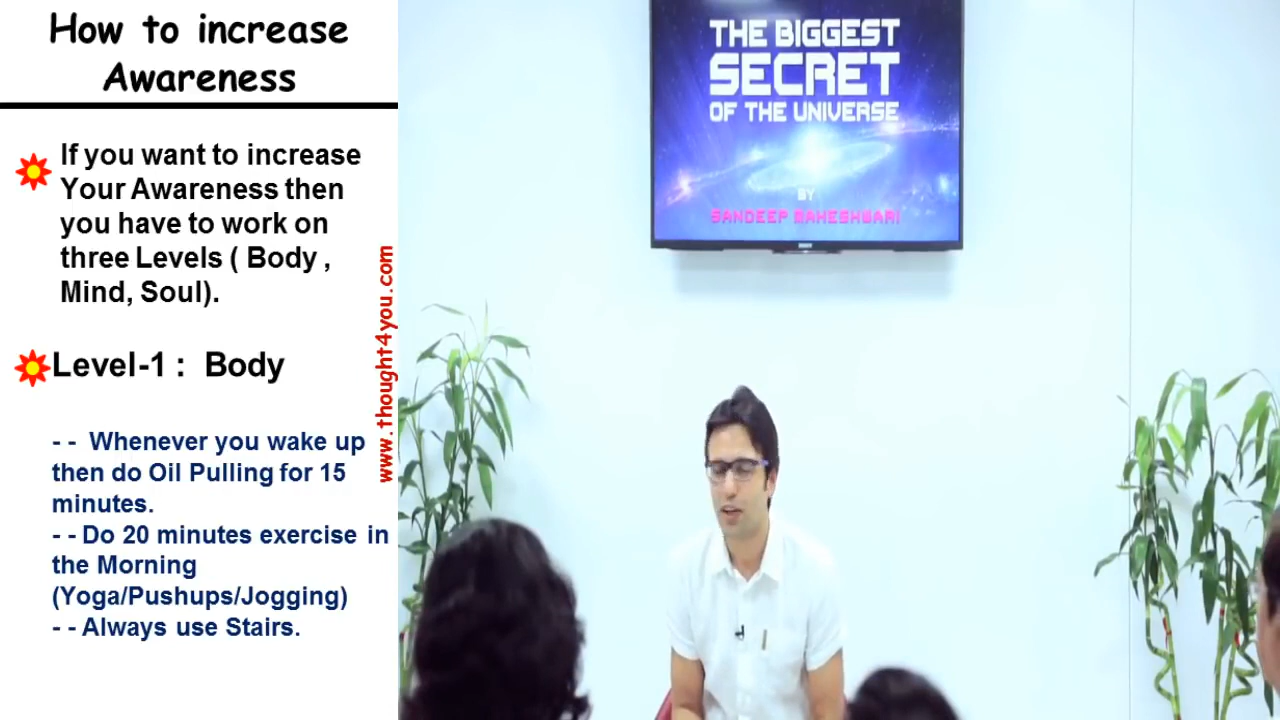 How to increase
Awareness
If you want to increase
Your Awareness then
you have to work on
three Levels ( Body ,
Mind, Soul).
Level-1 : Body
- - Whenever you wake up
then do Oil Pulling for 15
minutes.
- - Do 20 minutes exercise in
the Morning
(Yoga/Pushups/Jogging)
- - Always use Stairs.
www.thought4you.com
THE BIGGEST
SECRET
OF THE UNIVERSE
BY
SANDEEP MAHESHWARI
SONY